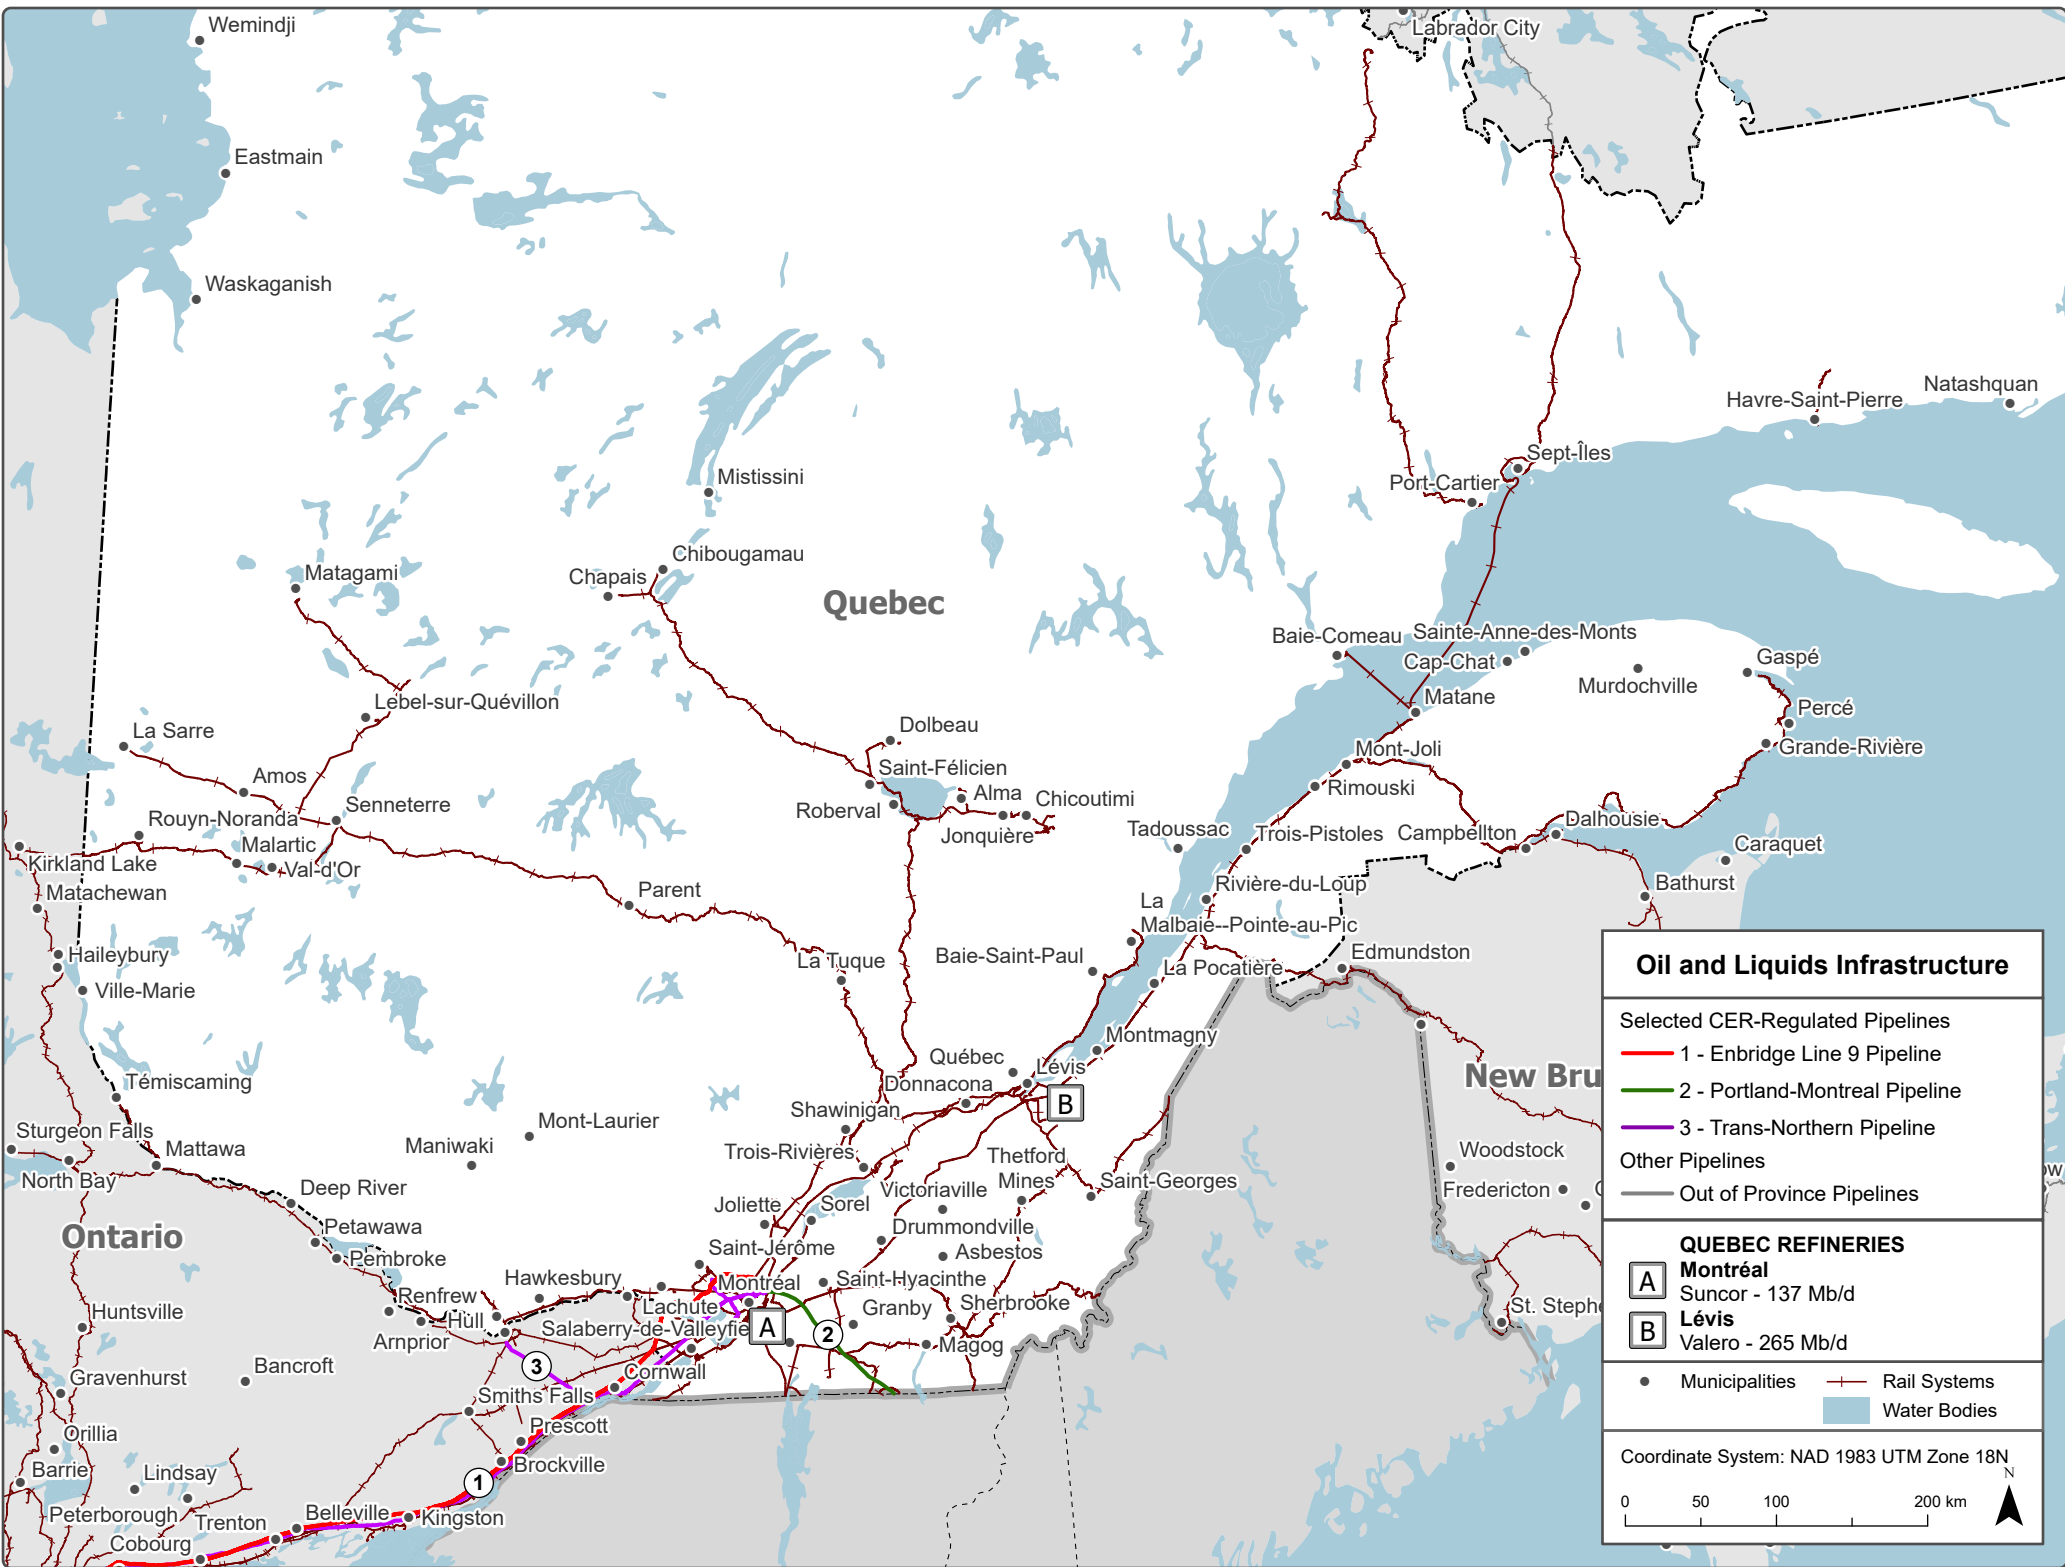 Wemindji
Labrador City
Eastmain
Waskaganish
Natashquan
Havre-Saint-Pierre
Sept-Îles
Port-Cartier
Mistissini
Chibougamau
Chapais
Matagami
Quebec
Baie-Comeau
Sainte-Anne-des-Monts
Cap-Chat
Gaspé
Murdochville
Matane
Percé
Lebel-sur-Quévillon
La Sarre
Dolbeau
Mont-Joli
Grande-Rivière
Amos
Saint-Félicien
Rimouski
Senneterre
Alma
Chicoutimi
Roberval
Rouyn-Noranda
Jonquière
Tadoussac
Trois-Pistoles
Campbellton
Dalhousie
Malartic
Caraquet
Kirkland Lake
Val-d'Or
Matachewan
Parent
Rivière-du-Loup
Bathurst
La
Malbaie--Pointe-au-Pic
Haileybury
La Tuque
Baie-Saint-Paul
La Pocatière
Edmundston
Ville-Marie
Montmagny
Québec
Lévis
New Bru
Témiscaming
Donnacona
B
Shawinigan
Mont-Laurier
Sturgeon Falls
Mattawa
Maniwaki
Trois-Rivières
Thetford
Mines
Woodstock
North Bay
Deep River
Victoriaville
Saint-Georges
Fredericton
Joliette
Sorel
Petawawa
Ontario
Drummondville
Pembroke
Saint-Jérôme
Asbestos
Hawkesbury
Montréal
Saint-Hyacinthe
Renfrew
Lachute
Granby
Sherbrooke
Huntsville
Hull
Salaberry-de-Valleyfie
A
2
St. Stephe
Arnprior
Magog
Bancroft
3
Cornwall
Gravenhurst
Smiths Falls
Prescott
Orillia
Brockville
Barrie
Lindsay
1
Peterborough
Trenton
Belleville
Kingston
Cobourg
Oil and Liquids Infrastructure
Selected CER-Regulated Pipelines
1 - Enbridge Line 9 Pipeline
2 - Portland-Montreal Pipeline
3 - Trans-Northern Pipeline
Other Pipelines
Out of Province Pipelines
QUEBEC REFINERIES
A Montréal
Suncor - 137 Mb/d
B Lévis
Valero - 265 Mb/d
Municipalities
Rail Systems
Water Bodies
Coordinate System: NAD 1983 UTM Zone 18N
N
0 50 100 200 km